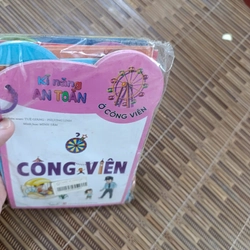 Kĩ năng
AN TOÀN
Ở CÔNG VIÊN
CÔNG VIÊN